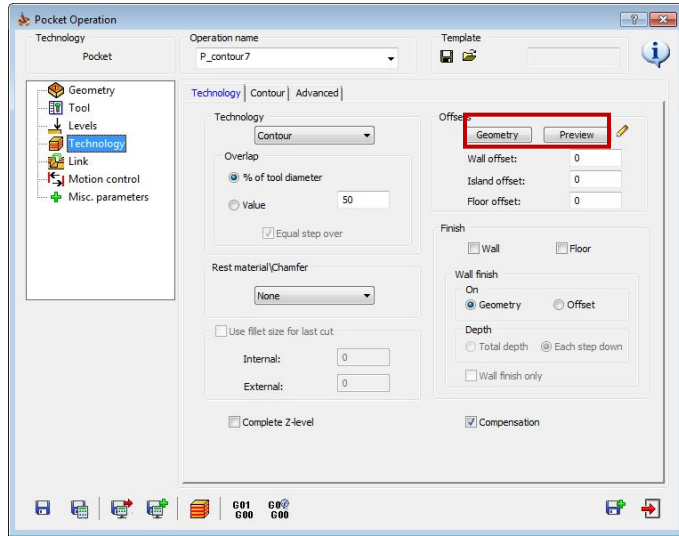 Pocket Operation
Technology
Pocket
Operation name
P_contour7
Template
Geometry
Tool
Levels
Technology
Link
Motion control
Misc. parameters
Technology Contour Advanced
Technology
Contour
Overlap
% of tool diameter
Value 50
Equal step over
Rest material\Chamfer
None
Use fillet size for last cut
Internal: 0
External: 0
Complete Z-level
Offsets
Geometry Preview
Wall offset: 0
Island offset: 0
Floor offset: 0
Finish
Wall Floor
Wall finish
On
Geometry Offset
Depth
Total depth Each step down
Wall finish only
Compensation
G01 G00
G00 G00